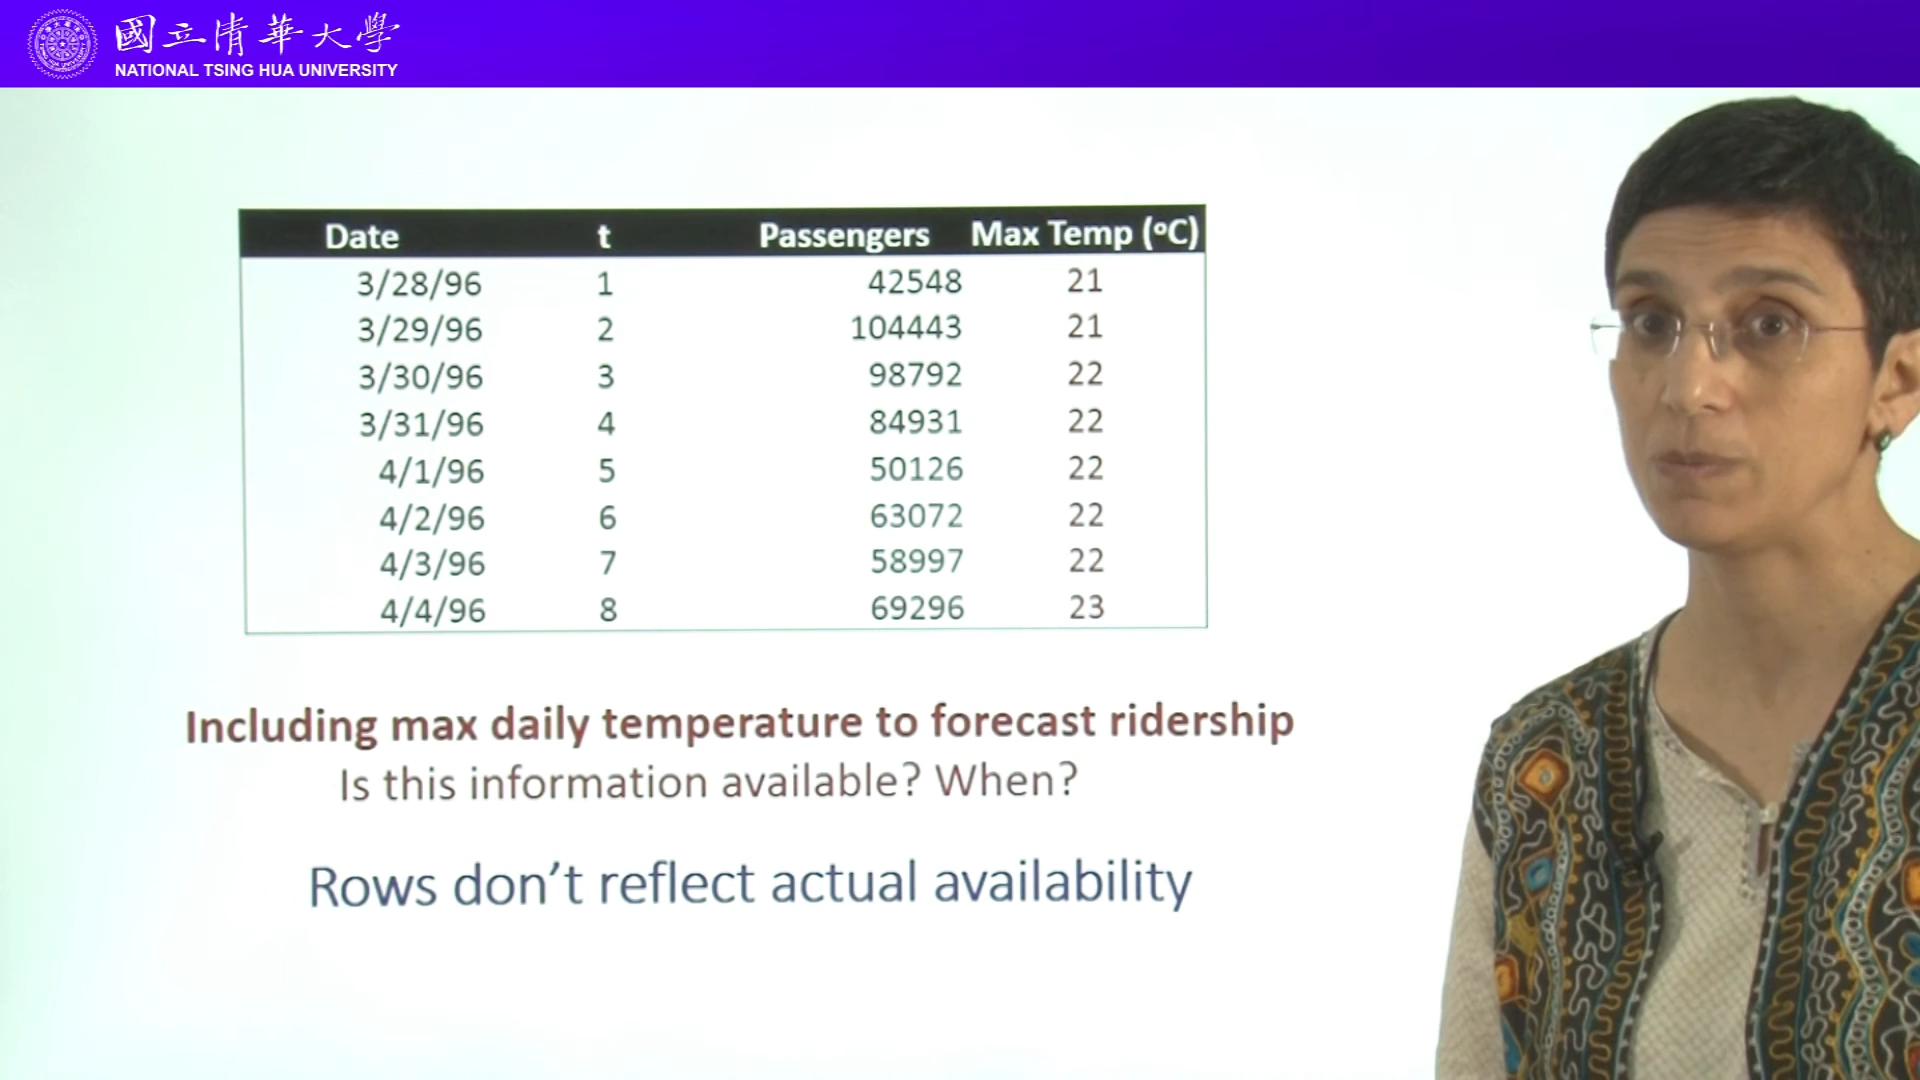 國立清華大學
NATIONAL TSING HUA UNIVERSITY
Date t Passengers Max Temp (ºC)
3/28/96 1 42548 21
3/29/96 2 104443 21
3/30/96 3 98792 22
3/31/96 4 84931 22
4/1/96 5 50126 22
4/2/96 6 63072 22
4/3/96 7 58997 22
4/4/96 8 69296 23
Including max daily temperature to forecast ridership
Is this information available? When?
Rows don’t reflect actual availability